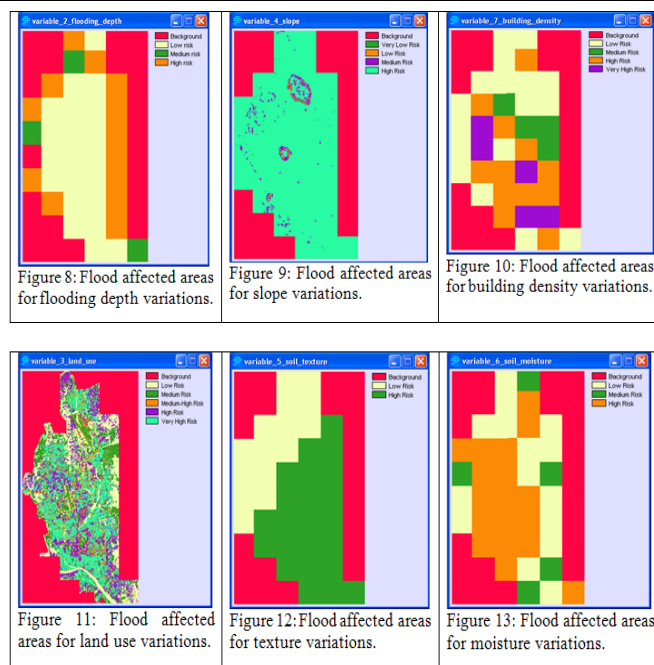 variable_2_flooding_depth
Background
Low risk
Medium risk
High risk
Figure 8: Flood affected areas
for flooding depth variations.
variable_4_slope
Background
Very Low Risk
Low Risk
Medium Risk
High Risk
Figure 9: Flood affected areas
for slope variations.
variable_7_building_density
Background
Low Risk
Medium Risk
High Risk
Very High Risk
Figure 10: Flood affected areas
for building density variations.
variable_3_land_use
Background
Low Risk
Medium Risk
Medium-High Risk
High Risk
Very High Risk
Figure 11: Flood affected
areas for land use variations.
variable_5_soil_texture
Background
Low Risk
High Risk
Figure 12: Flood affected areas
for texture variations.
variable_6_soil_moisture
Background
Low Risk
Medium Risk
High Risk
Figure 13: Flood affected areas
for moisture variations.